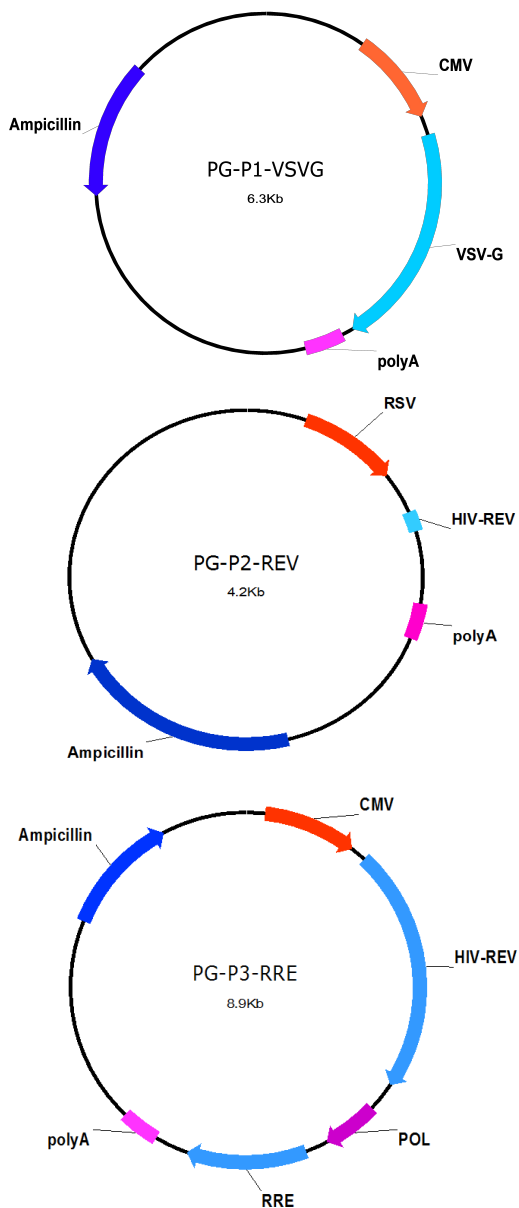 CMV
Ampicillin
PG-P1-VSVG
6.3Kb
VSV-G
polyA
RSV
HIV-REV
PG-P2-REV
4.2Kb
polyA
Ampicillin
CMV
Ampicillin
HIV-REV
PG-P3-RRE
8.9Kb
polyA
POL
RRE